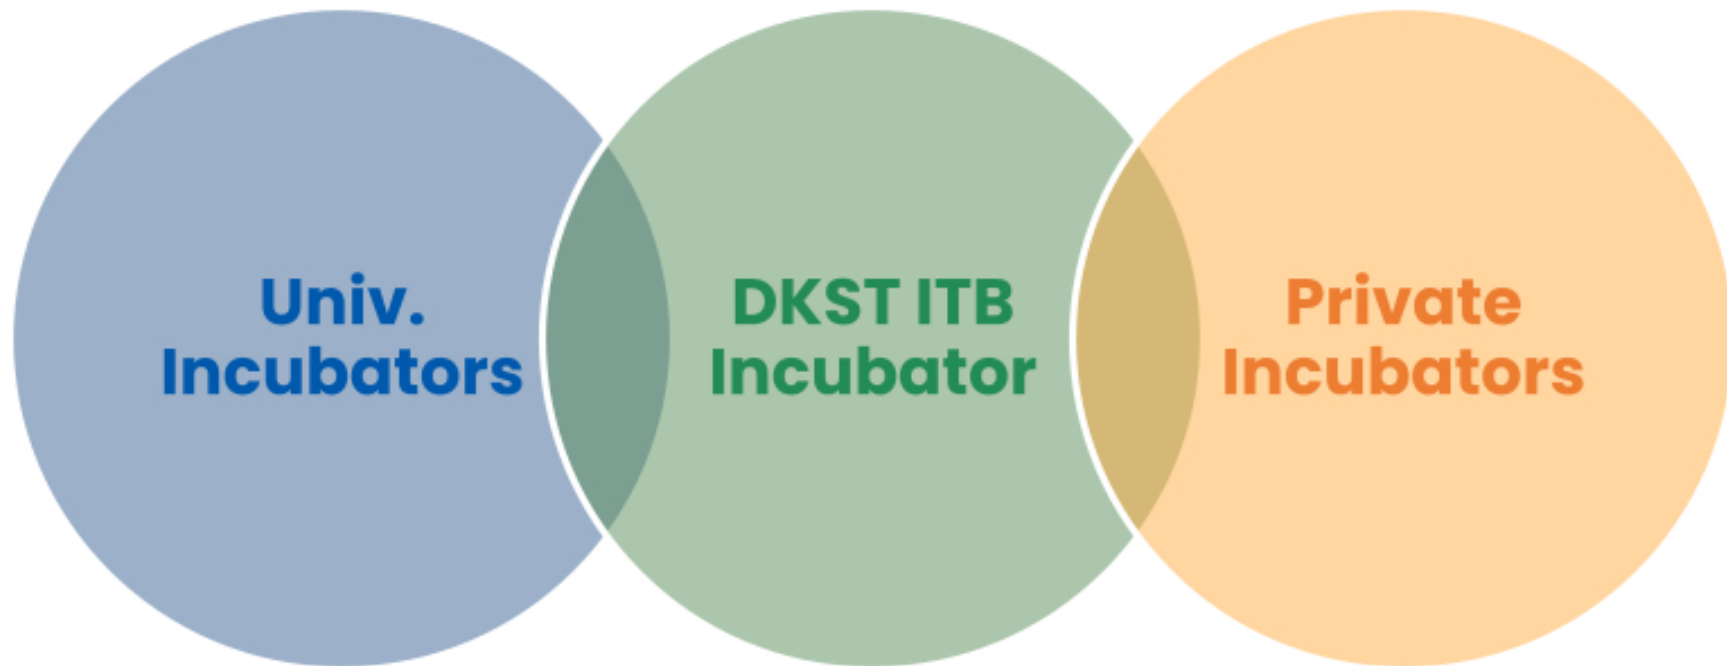 Univ.
Incubators
DKST ITB
Incubator
Private
Incubators